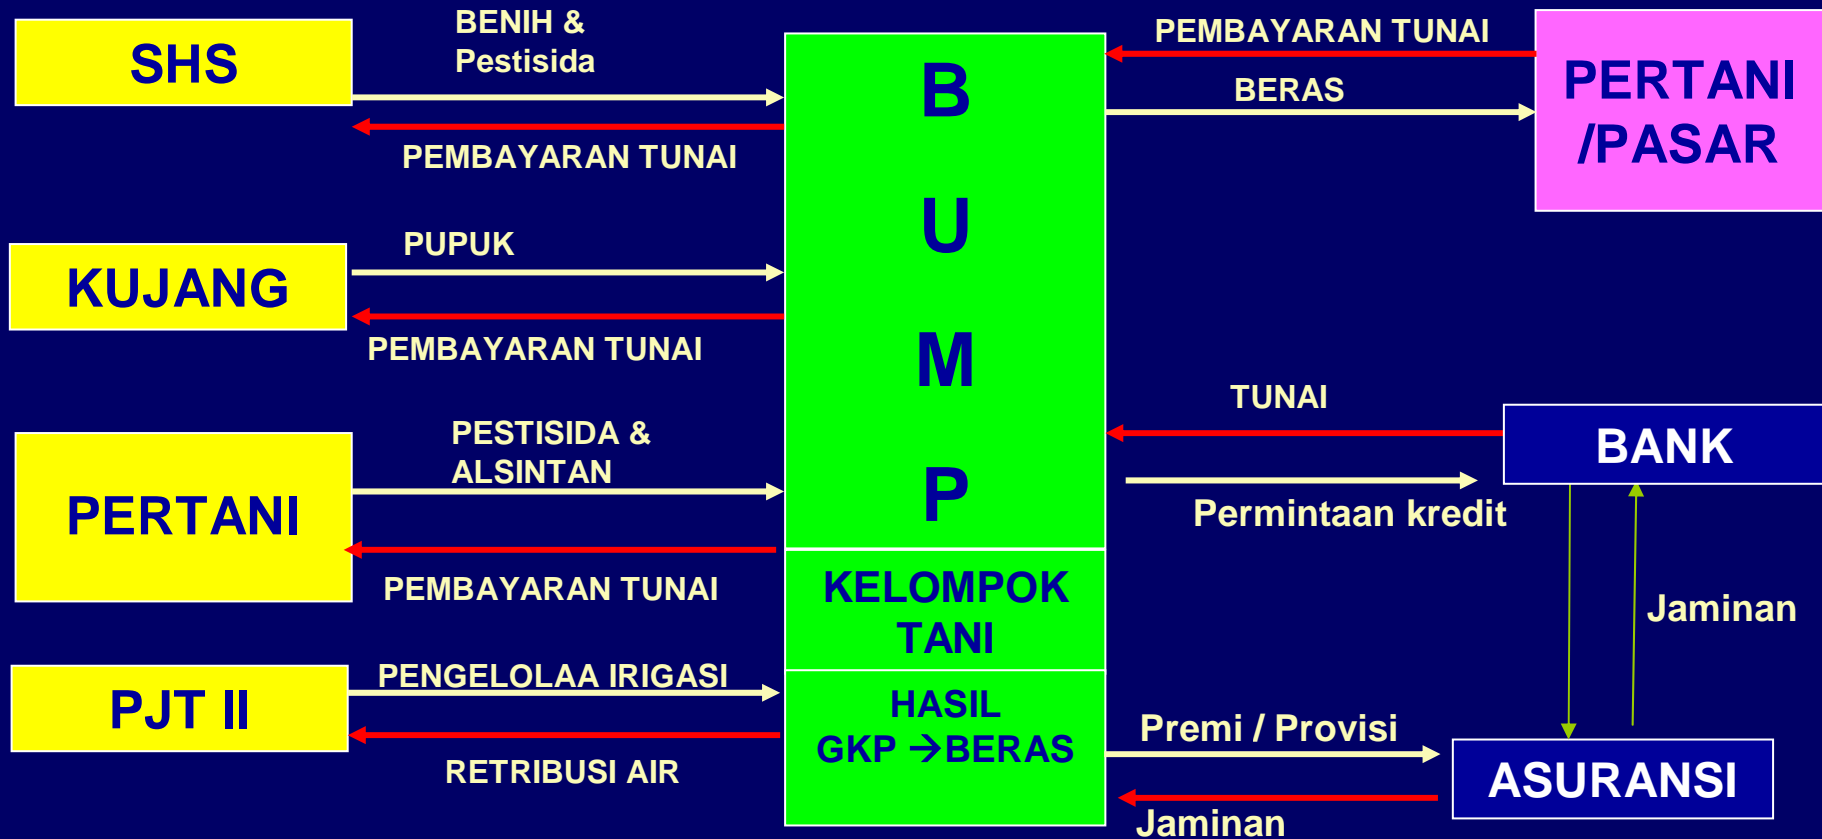 SHS
BENIH &
Pestisida
PEMBAYARAN TUNAI
KUJANG
PUPUK
PEMBAYARAN TUNAI
PERTANI
PESTISIDA &
ALSINTAN
PEMBAYARAN TUNAI
PJT II
PENGELOLAA IRIGASI
RETRIBUSI AIR
B
U
M
P
KELOMPOK
TANI
HASIL
GKP →BERAS
PEMBAYARAN TUNAI
BERAS
PERTANI
/PASAR
TUNAI
BANK
Permintaan kredit
Jaminan
Premi / Provisi
ASURANSI
Jaminan